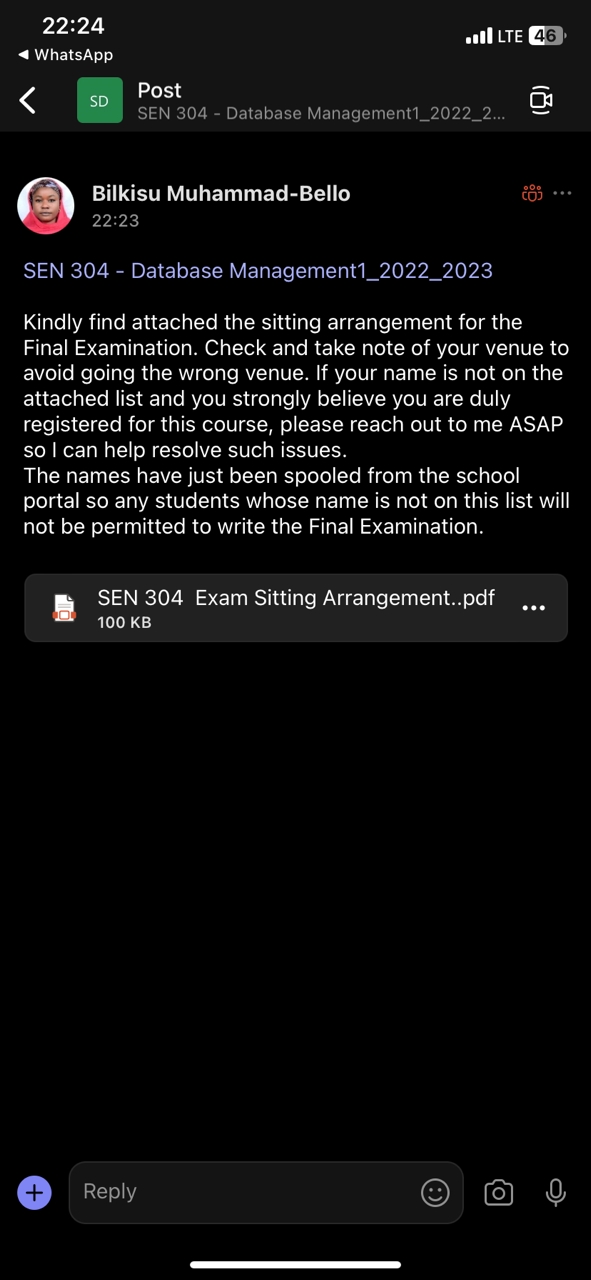 22:24
LTE 46
◀ WhatsApp
SD
Post
SEN 304 - Database Management1_2022_2...
Bilkisu Muhammad-Bello
22:23
SEN 304 - Database Management1_2022_2023
Kindly find attached the sitting arrangement for the
Final Examination. Check and take note of your venue to
avoid going the wrong venue. If your name is not on the
attached list and you strongly believe you are duly
registered for this course, please reach out to me ASAP
so I can help resolve such issues.
The names have just been spooled from the school
portal so any students whose name is not on this list will
not be permitted to write the Final Examination.
SEN 304  Exam Sitting Arrangement..pdf
100 KB
Reply